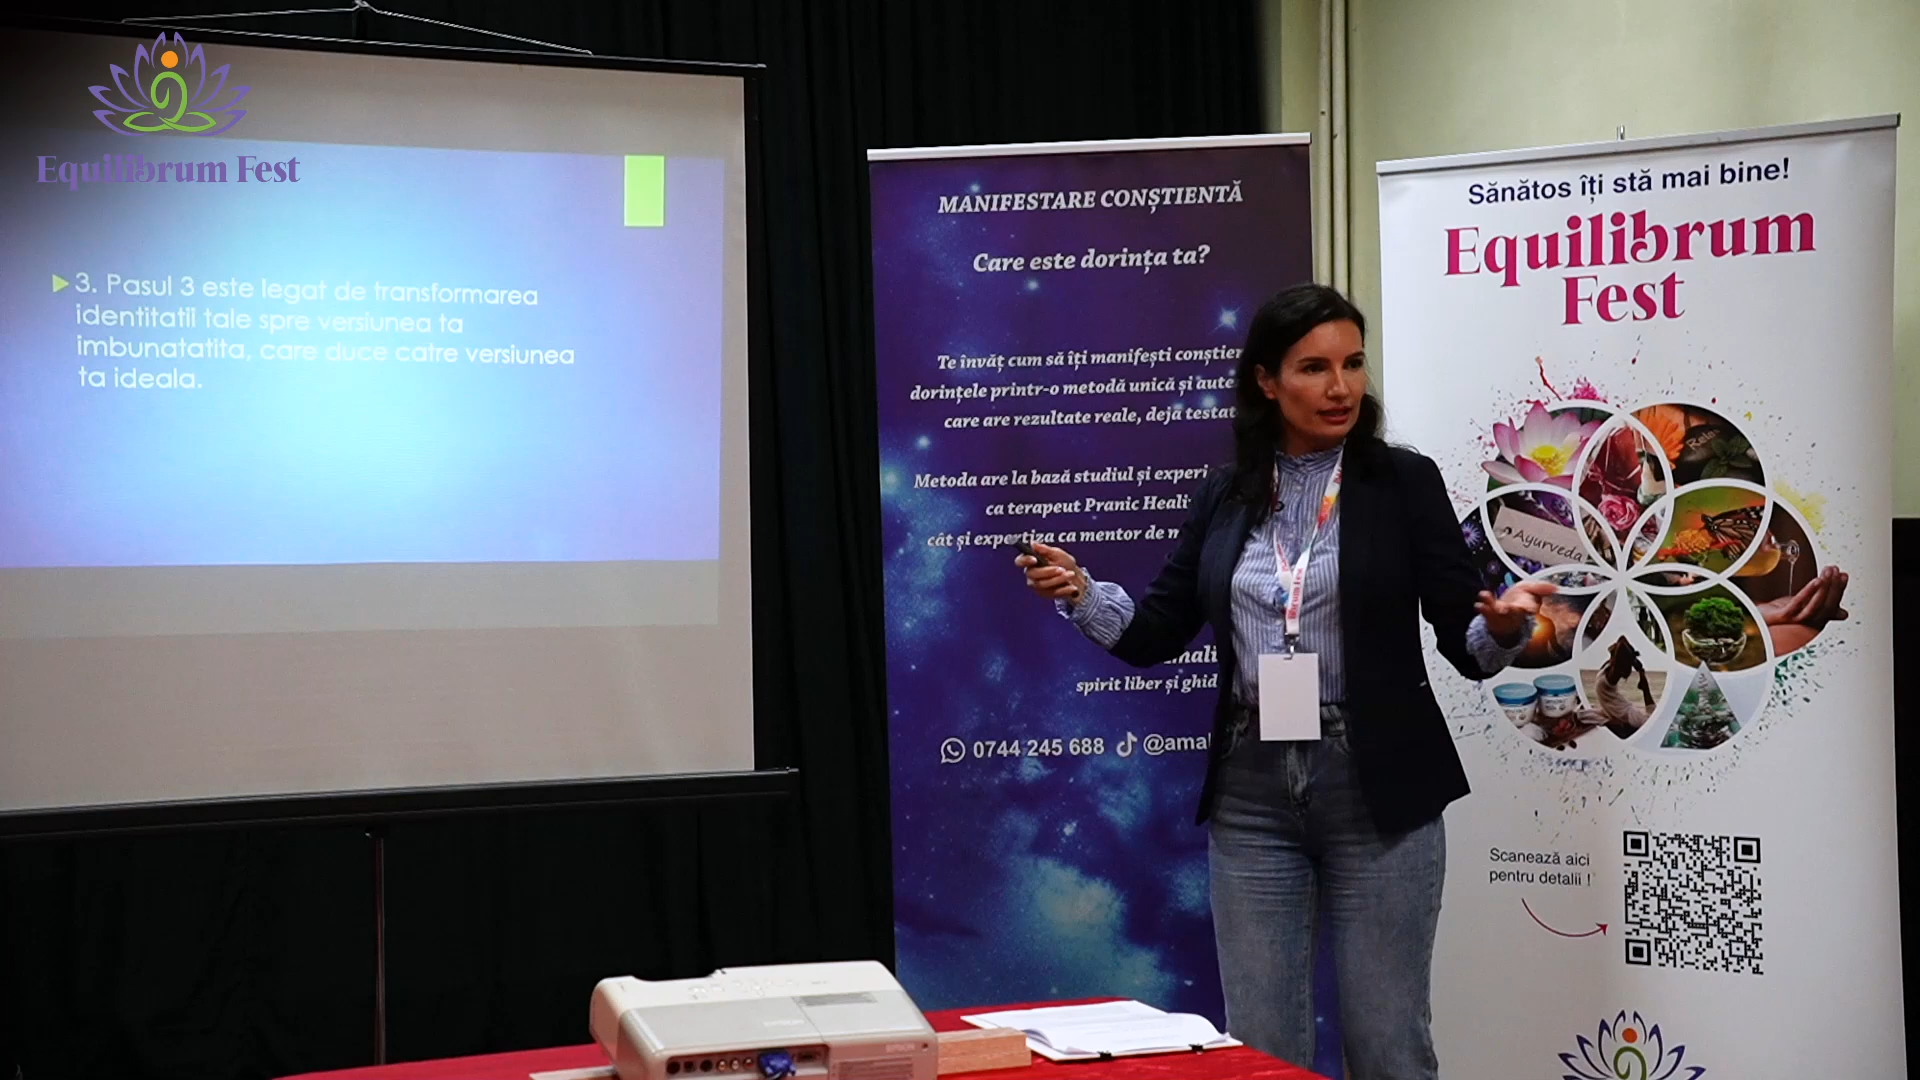 Equilibrum Fest
3. Pasul 3 este legat de transformarea
identitatii tale spre versiunea ta
imbunatatita, care duce catre versiunea
ta ideala.
MANIFESTARE CONȘTIENTĂ
Care este dorința ta?
Te învăț cum să îți manifești conștien
dorințele printr-o metodă unică și aute
care are rezultate reale, deja testat
Metoda are la bază studiul și experi
ca terapeut Pranic Heali
cât și expertiza ca mentor de
spirit liber și ghid
0744 245 688 @amal
Sănătos îți stă mai bine!
Equilibrum
Fest
Relax
Ayurveda
Scanează aici
pentru detalii !
EPSON